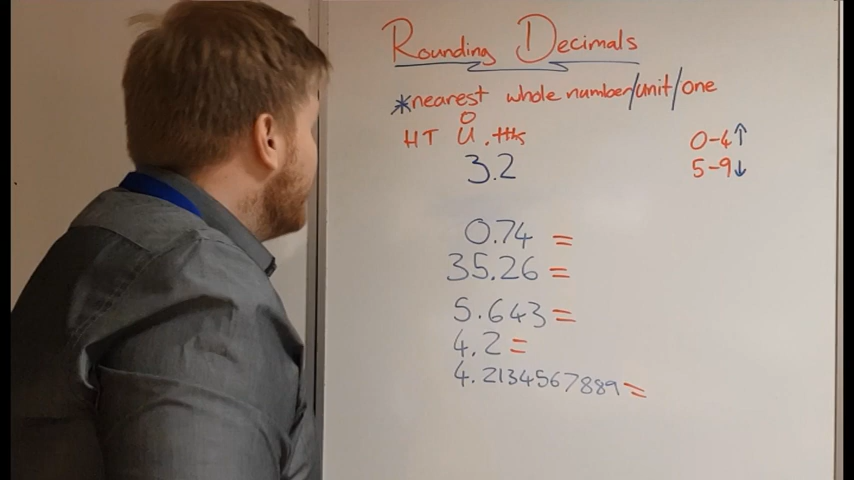 Rounding Decimals
*nearest whole number/unit/one
O
HT U.tths
0-4↑
3.2
5-9↓
0.74 =
35.26 =
5.643 =
4.2 =
4.2134567889 =